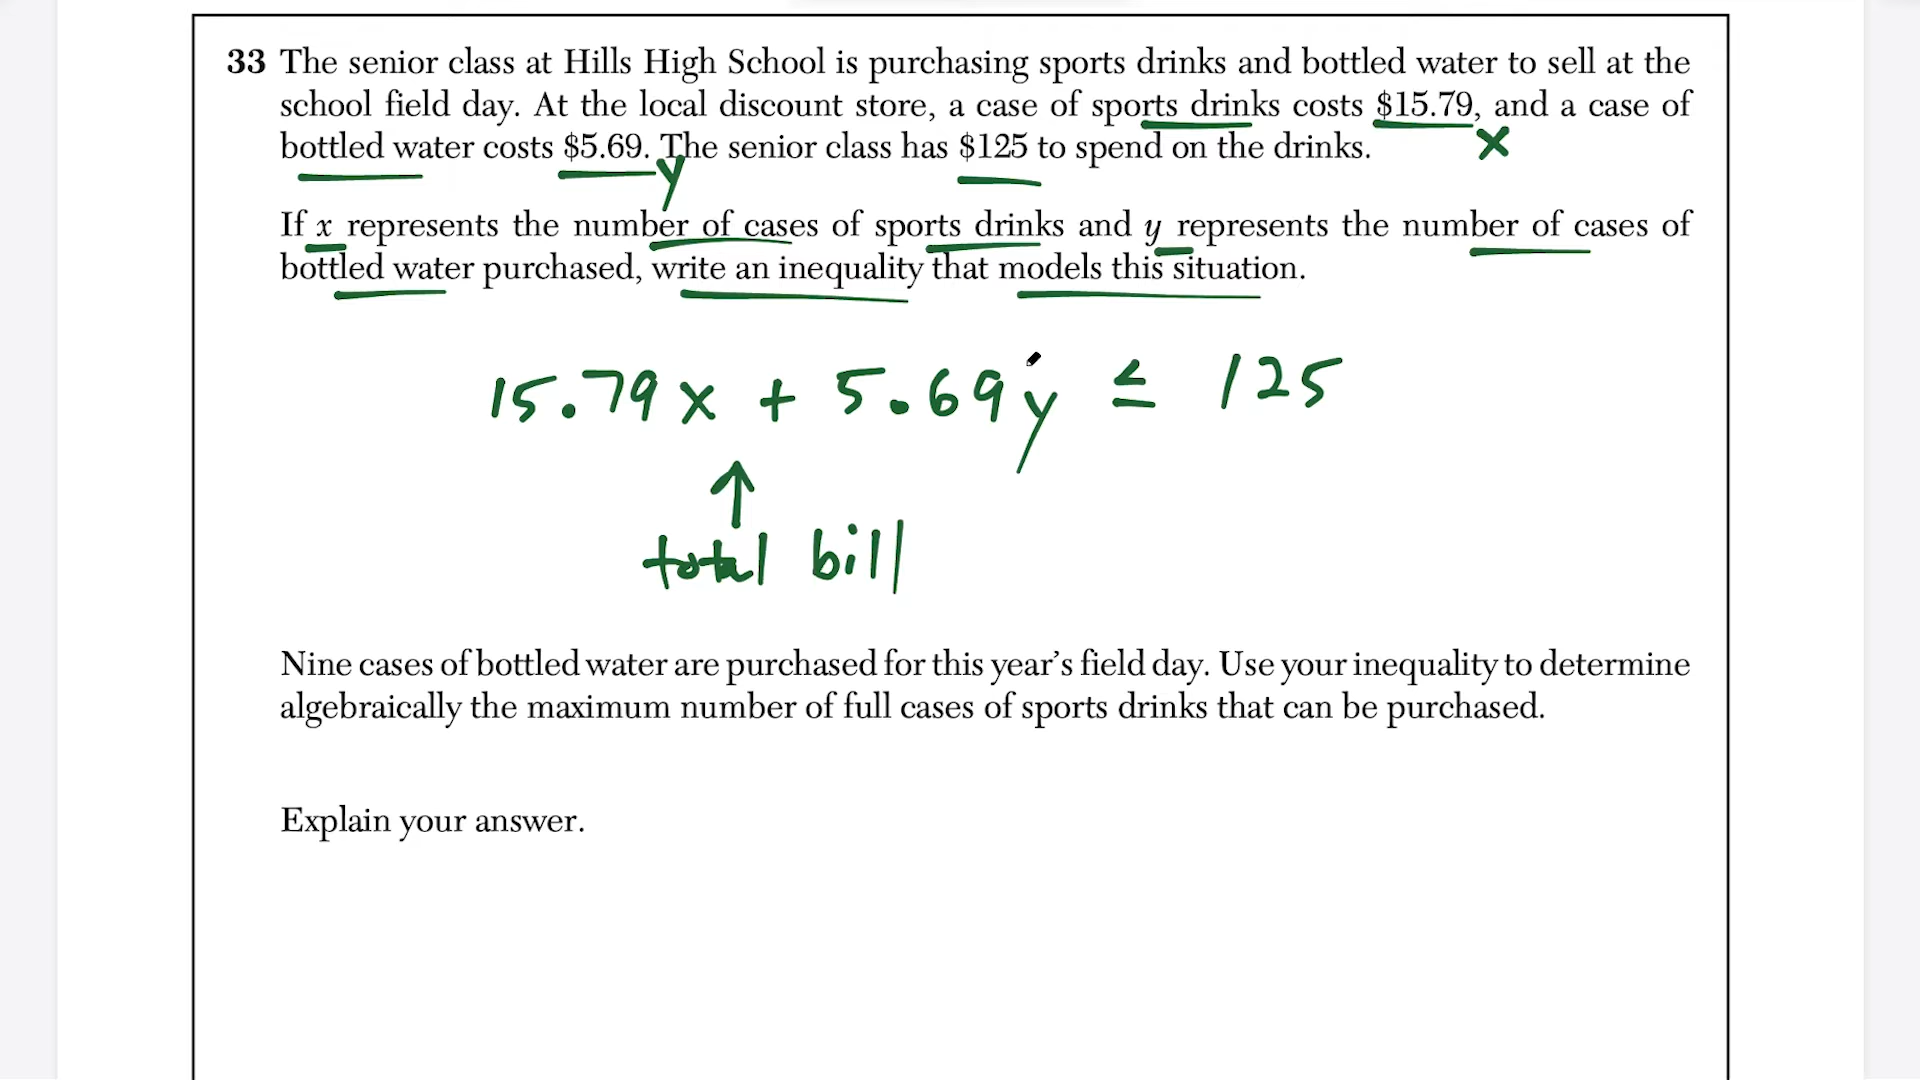 33 The senior class at Hills High School is purchasing sports drinks and bottled water to sell at the
school field day. At the local discount store, a case of sports drinks costs $15.79, and a case of
bottled water costs $5.69. The senior class has $125 to spend on the drinks.
x
y
If x represents the number of cases of sports drinks and y represents the number of cases of
bottled water purchased, write an inequality that models this situation.
15.79x + 5.69y ≤ 125
↑
total bill
Nine cases of bottled water are purchased for this year’s field day. Use your inequality to determine
algebraically the maximum number of full cases of sports drinks that can be purchased.
Explain your answer.